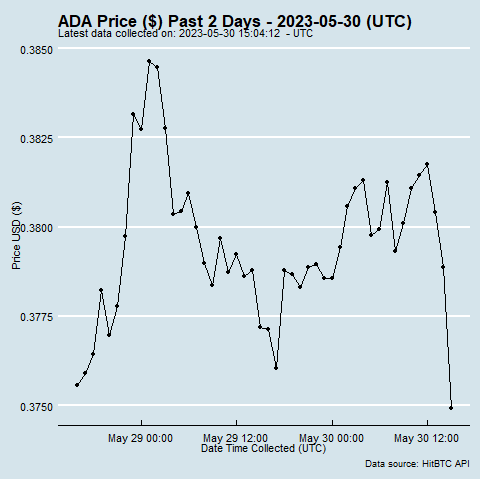 ADA Price ($) Past 2 Days - 2023-05-30 (UTC)
Latest data collected on: 2023-05-30 15:04:12 - UTC
0.3850
0.3825
0.3800
0.3775
0.3750
Price USD ($)
May 29 00:00
May 29 12:00
May 30 00:00
May 30 12:00
Date Time Collected (UTC)
Data source: HitBTC API